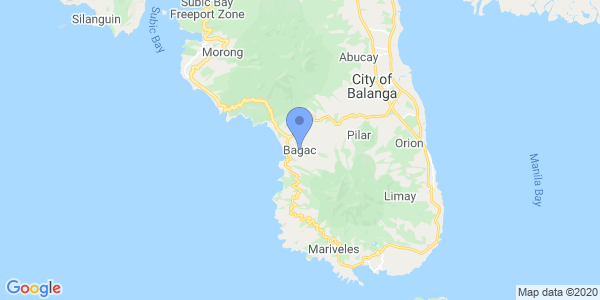 Subic Bay
Freeport Zone
Silanguin
Subic Bay
Morong
Abucay
City of
Balanga
Pilar
Orion
Bagac
Manila Bay
Limay
Mariveles
Google
Map data ©2020